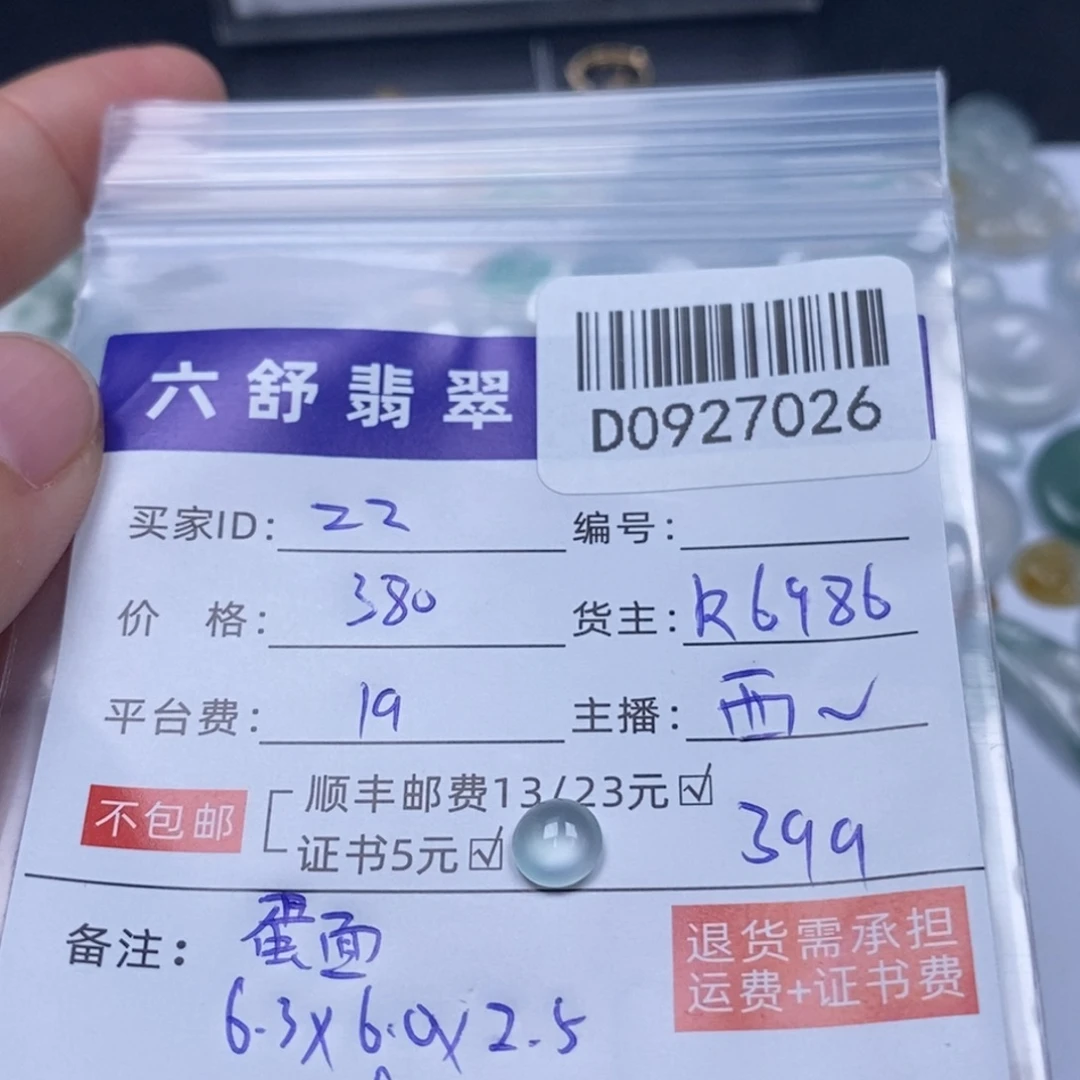 六舒翡翠
D0927026
买家ID: 22 编号:
价 格: 380 货主: R6986
平台费: 19 主播: 西~
不包邮 顺丰邮费13/23元☑
证书5元☑ 399
备注: 蛋面
6.3x6.0x2.5
退货需承担
运费+证书费